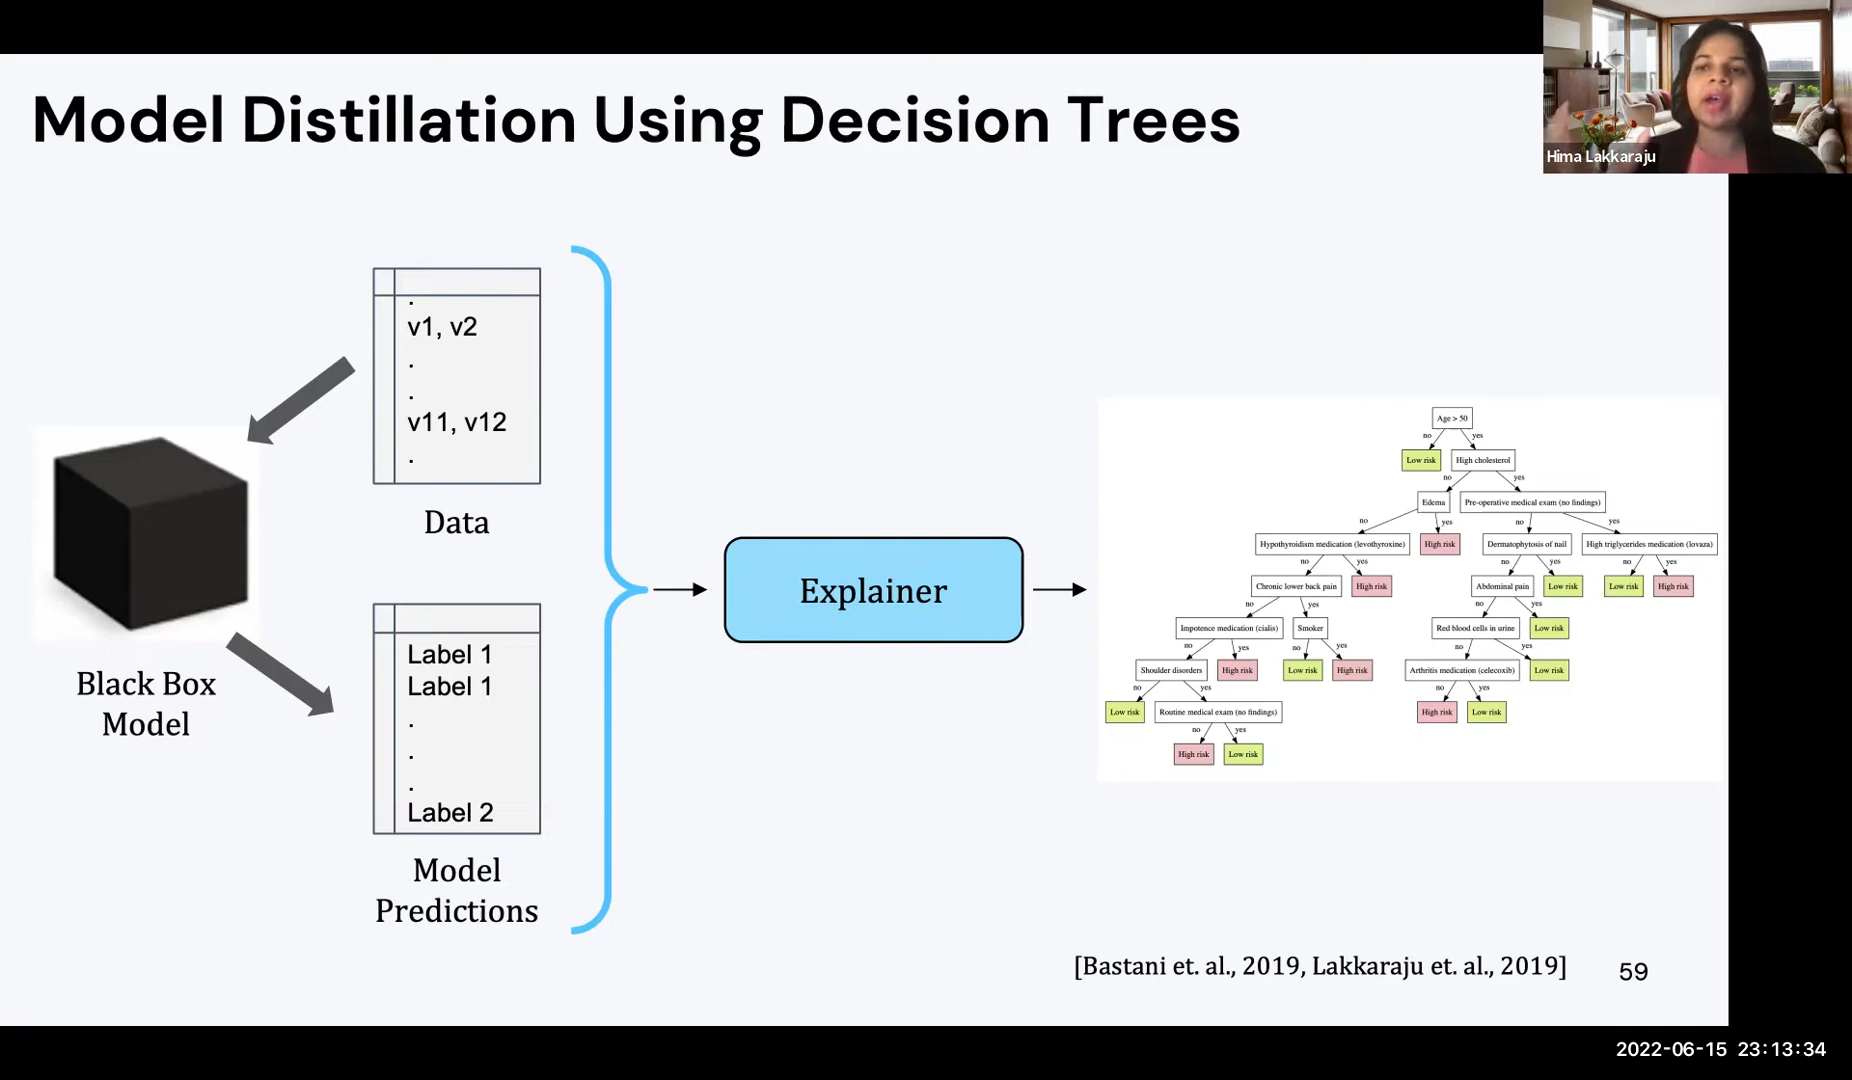 Model Distillation Using Decision Trees
Hima Lakkaraju
.
v1, v2
.
.
v11, v12
.
Data
Black Box
Model
Label 1
Label 1
.
.
.
Label 2
Model
Predictions
Explainer
Age > 50
no yes
Low risk High cholesterol
no yes
Edema Pre-operative medical exam (no findings)
no yes no yes
Hypothyroidism medication (levothyroxine) High risk Dermatophytosis of nail High triglycerides medication (lovaza)
no yes no yes no yes
Chronic lower back pain High risk Abdominal pain Low risk Low risk High risk
no yes no yes
Impotence medication (cialis) Smoker Red blood cells in urine Low risk
no yes no yes no yes
Shoulder disorders High risk Low risk High risk Arthritis medication (celecoxib) Low risk
no yes no yes
Low risk Routine medical exam (no findings) High risk Low risk
no yes
High risk Low risk
[Bastani et. al., 2019, Lakkaraju et. al., 2019]
59
2022-06-15 23:13:34